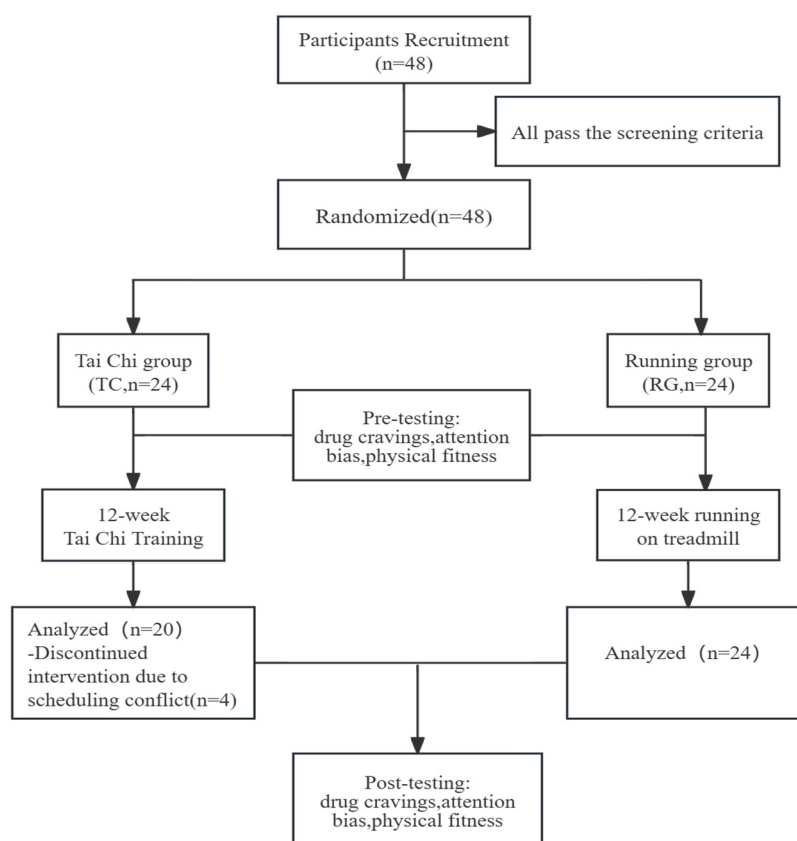 Participants Recruitment
(n=48)
All pass the screening criteria
Randomized(n=48)
Tai Chi group
(TC,n=24)
Running group
(RG,n=24)
Pre-testing:
drug cravings,attention
bias,physical fitness
12-week
Tai Chi Training
12-week running
on treadmill
Analyzed（n=20）
-Discontinued
intervention due to
scheduling conflict(n=4)
Analyzed（n=24）
Post-testing:
drug cravings,attention
bias,physical fitness